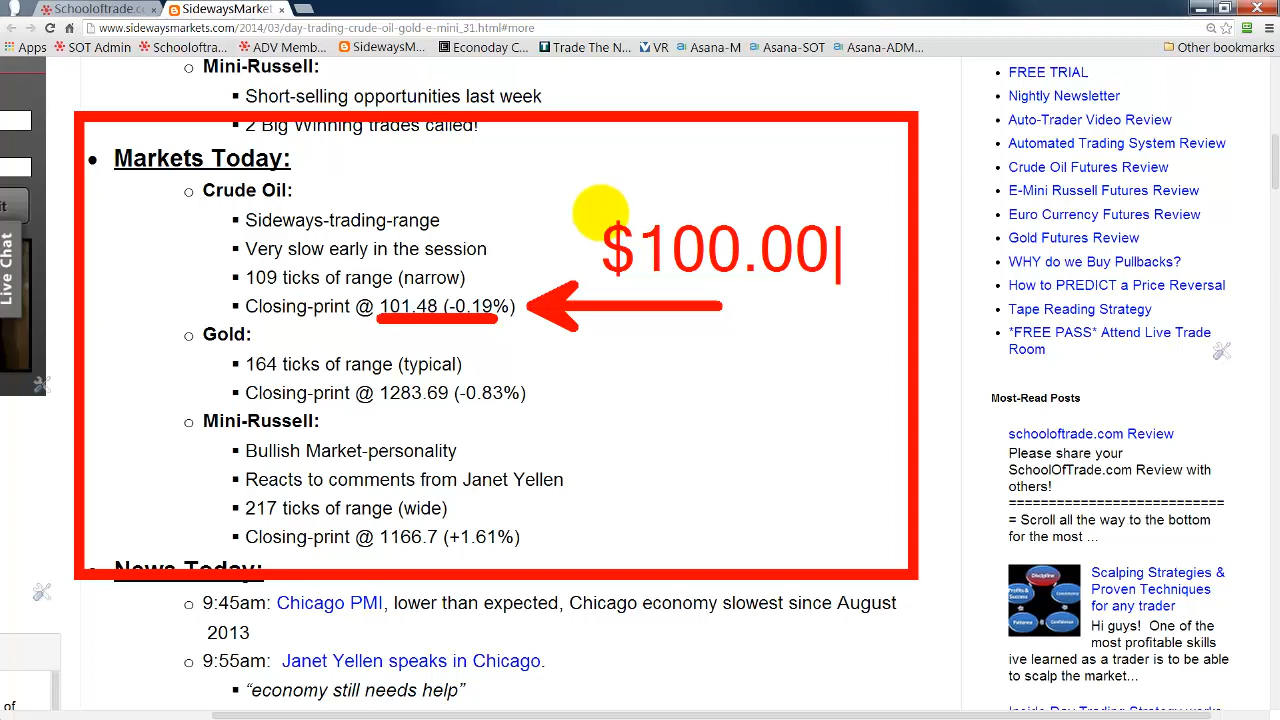 Schooloftrade.c
SidewaysMarket
www.sidewaysmarkets.com/2014/03/day-trading-crude-oil-gold-e-mini_31.html#more
Apps SOT Admin Schooloftra... ADV Memb... SidewaysM... Econoday C... Trade The N... VR Asana-M Asana-SOT Asana-ADM... Other bookmarks
it
Live Chat
of
Mini-Russell:
Short-selling opportunities last week
2 Big Winning trades called!
Markets Today:
Crude Oil:
Sideways-trading-range
Very slow early in the session
109 ticks of range (narrow)
Closing-print @ 101.48 (-0.19%)
$100.00
Gold:
164 ticks of range (typical)
Closing-print @ 1283.69 (-0.83%)
Mini-Russell:
Bullish Market-personality
Reacts to comments from Janet Yellen
217 ticks of range (wide)
Closing-print @ 1166.7 (+1.61%)
News Today:
9:45am: Chicago PMI, lower than expected, Chicago economy slowest since August
2013
9:55am: Janet Yellen speaks in Chicago.
“economy still needs help”
FREE TRIAL
Nightly Newsletter
Auto-Trader Video Review
Automated Trading System Review
Crude Oil Futures Review
E-Mini Russell Futures Review
Euro Currency Futures Review
Gold Futures Review
WHY do we Buy Pullbacks?
How to PREDICT a Price Reversal
Tape Reading Strategy
*FREE PASS* Attend Live Trade
Room
Most-Read Posts
schooloftrade.com Review
Please share your
SchoolOfTrade.com Review with
others!
===========================
= Scroll all the way to the bottom
for the most ...
Discipline
Scalping Strategies &
Proven Techniques
for any trader
Hi guys! One of the
most profitable skills
ive learned as a trader is to be able
to scalp the market...
Inside Day Trading Strategy works